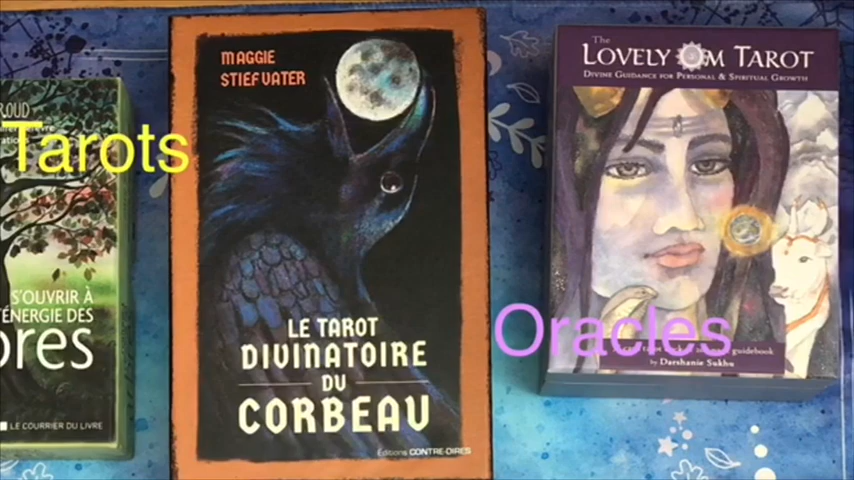 ROUD
Tarots
S'OUVRIR À
L'ÉNERGIE DES
LE COURRIER DU LIVRE
MAGGIE
STIEFVATER
LE TAROT
DIVINATOIRE
DU
CORBEAU
Éditions CONTRE-DIRES
The
LOVELY OM TAROT
DIVINE GUIDANCE FOR PERSONAL & SPIRITUAL GROWTH
Oracles
guidebook
by Darshanie Sukhu